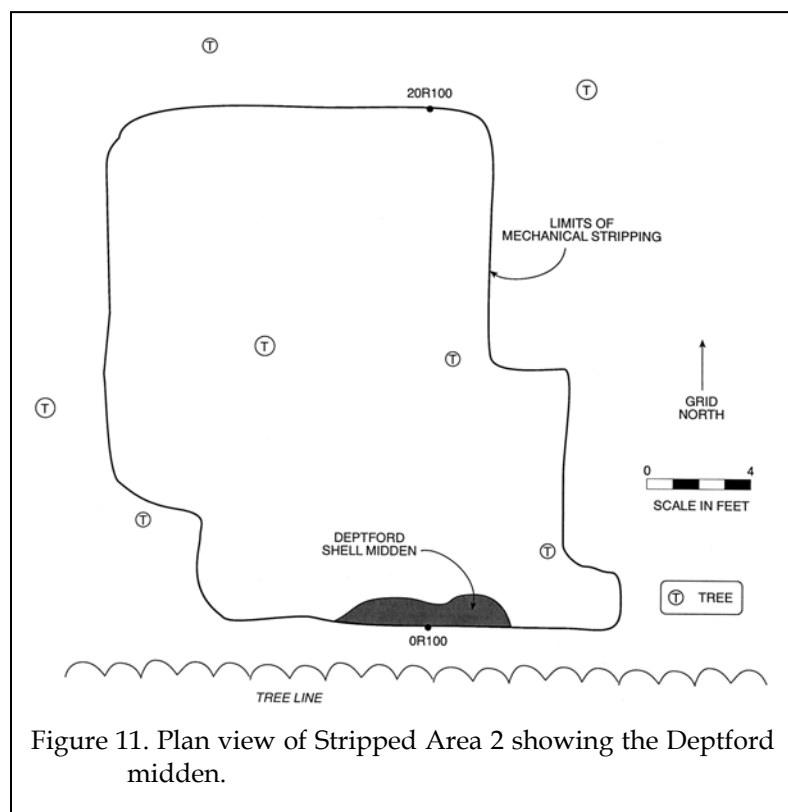 Ⓣ
Ⓣ
20R100
LIMITS OF
MECHANICAL STRIPPING
Ⓣ
Ⓣ
Ⓣ
GRID
NORTH
0 4
SCALE IN FEET
Ⓣ
DEPTFORD
SHELL MIDDEN
Ⓣ
Ⓣ TREE
0R100
TREE LINE
Figure 11. Plan view of Stripped Area 2 showing the Deptford
midden.